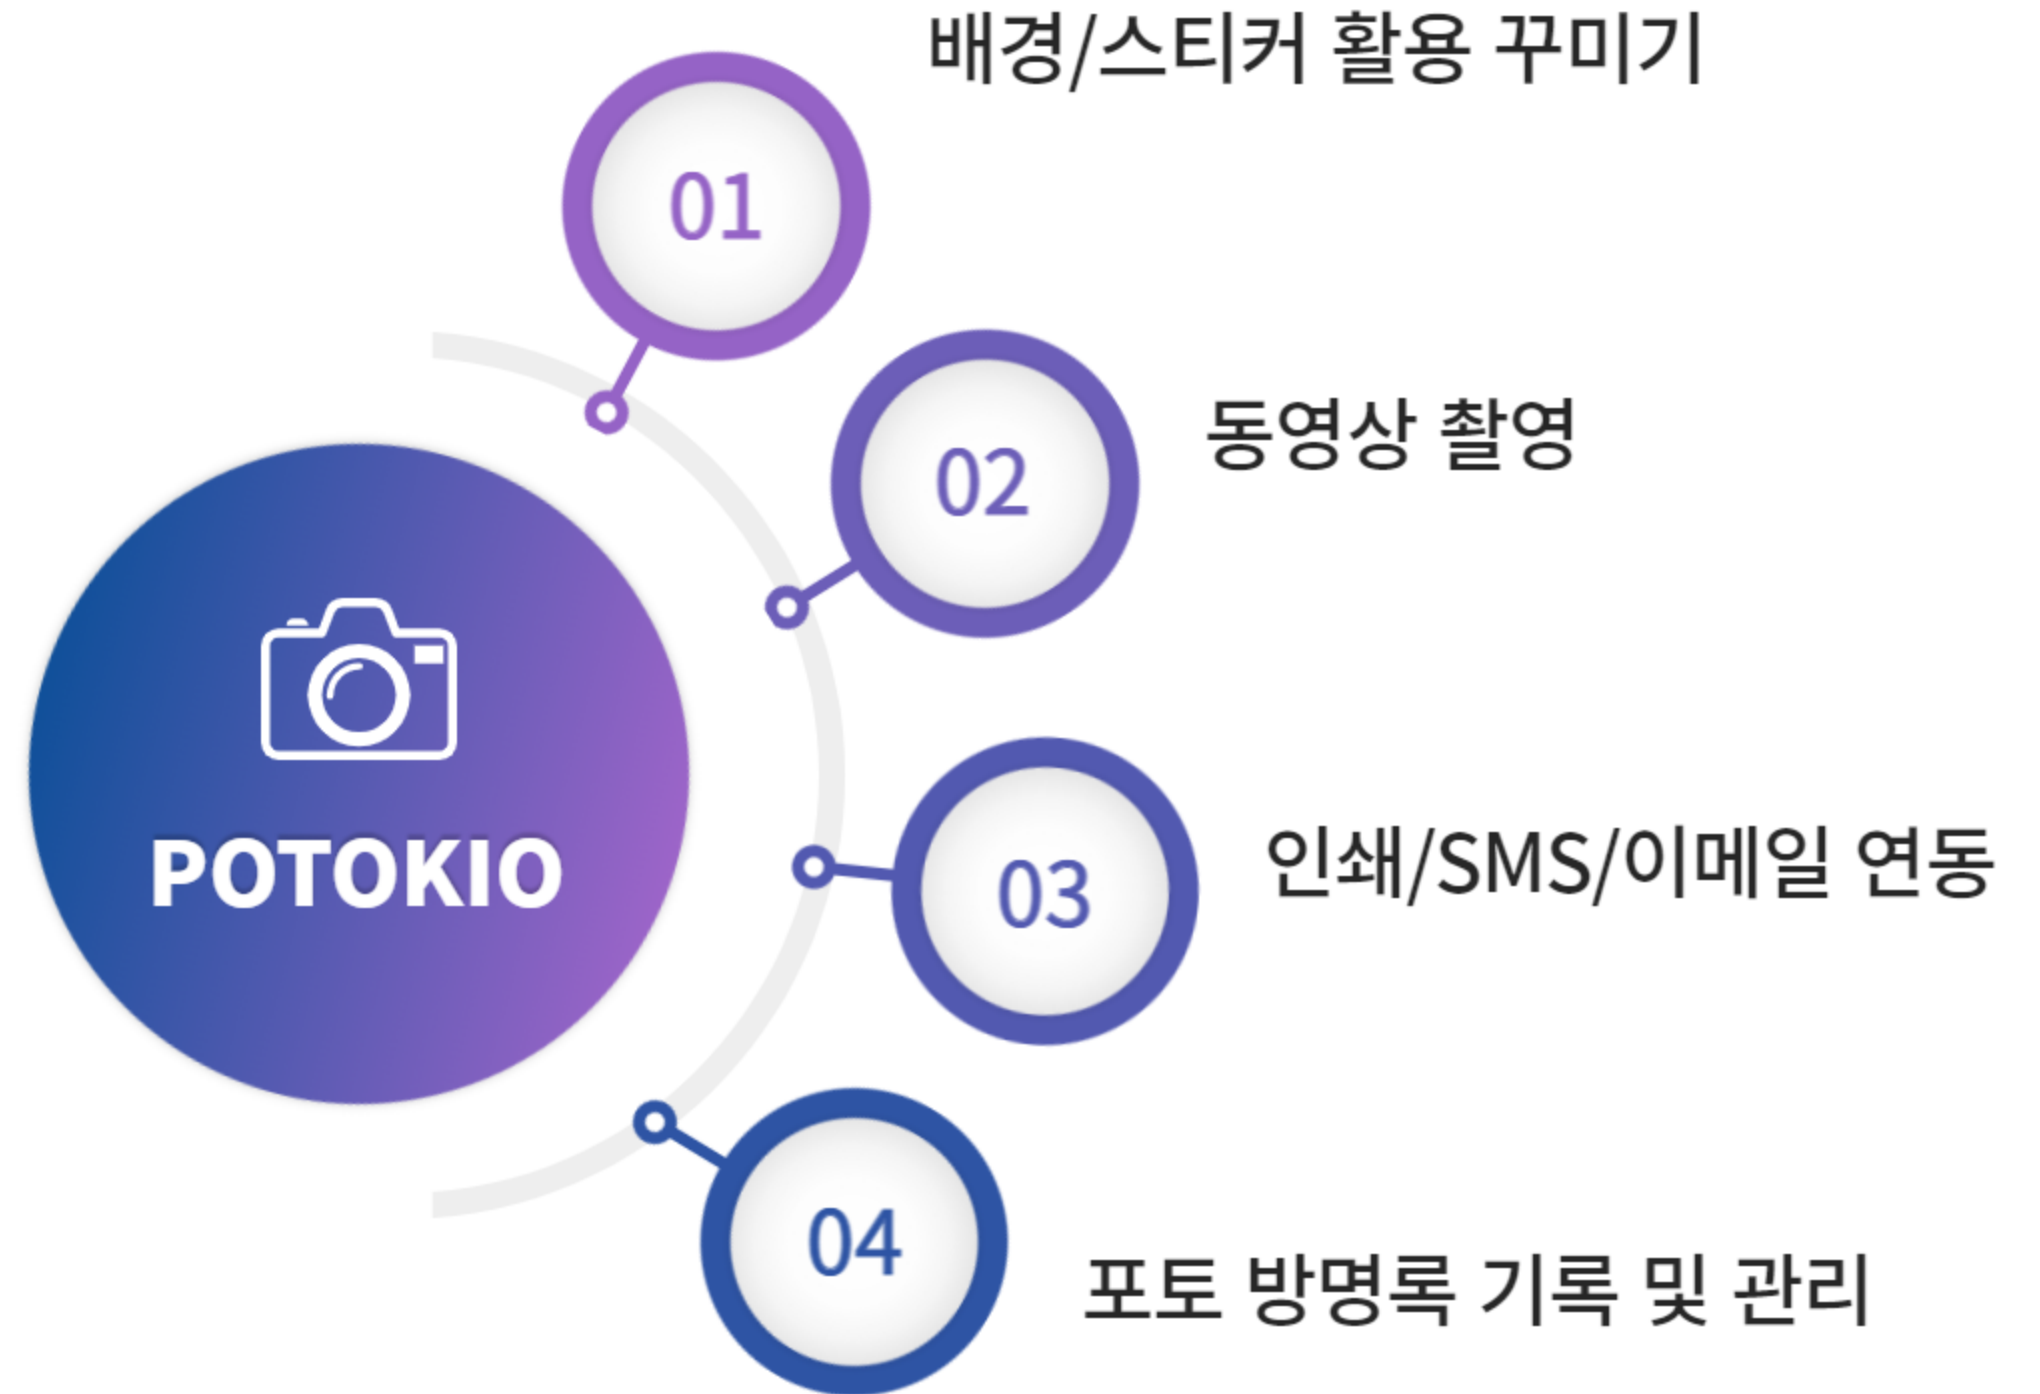 배경/스티커 활용 꾸미기
01
02
동영상 촬영
POTOKIO
03
인쇄/SMS/이메일 연동
04
포토 방명록 기록 및 관리